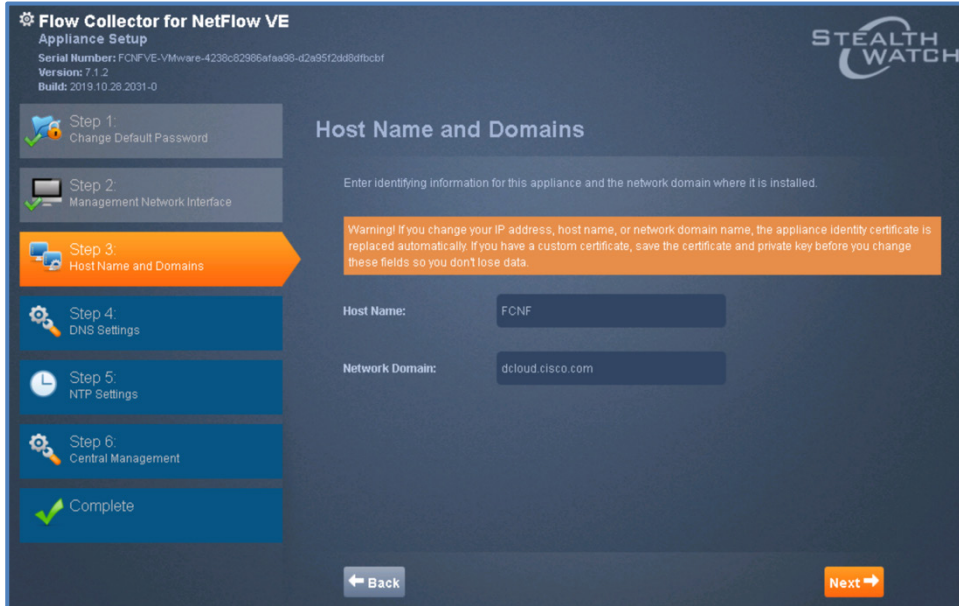 Flow Collector for NetFlow VE
Appliance Setup
Serial Number: FCNFVE-VMware-4238c82986afaa98-d2a95f2dd8dfbcbf
Version: 7.1.2
Build: 2019.10.28.2031-0
STEALTH
WATCH
Step 1:
Change Default Password
Step 2:
Management Network Interface
Step 3:
Host Name and Domains
Step 4:
DNS Settings
Step 5:
NTP Settings
Step 6:
Central Management
Complete
Host Name and Domains
Enter identifying information for this appliance and the network domain where it is installed.
Warning! If you change your IP address, host name, or network domain name, the appliance identity certificate is
replaced automatically. If you have a custom certificate, save the certificate and private key before you change
these fields so you don't lose data.
Host Name: FCNF
Network Domain: dcloud.cisco.com
Back
Next